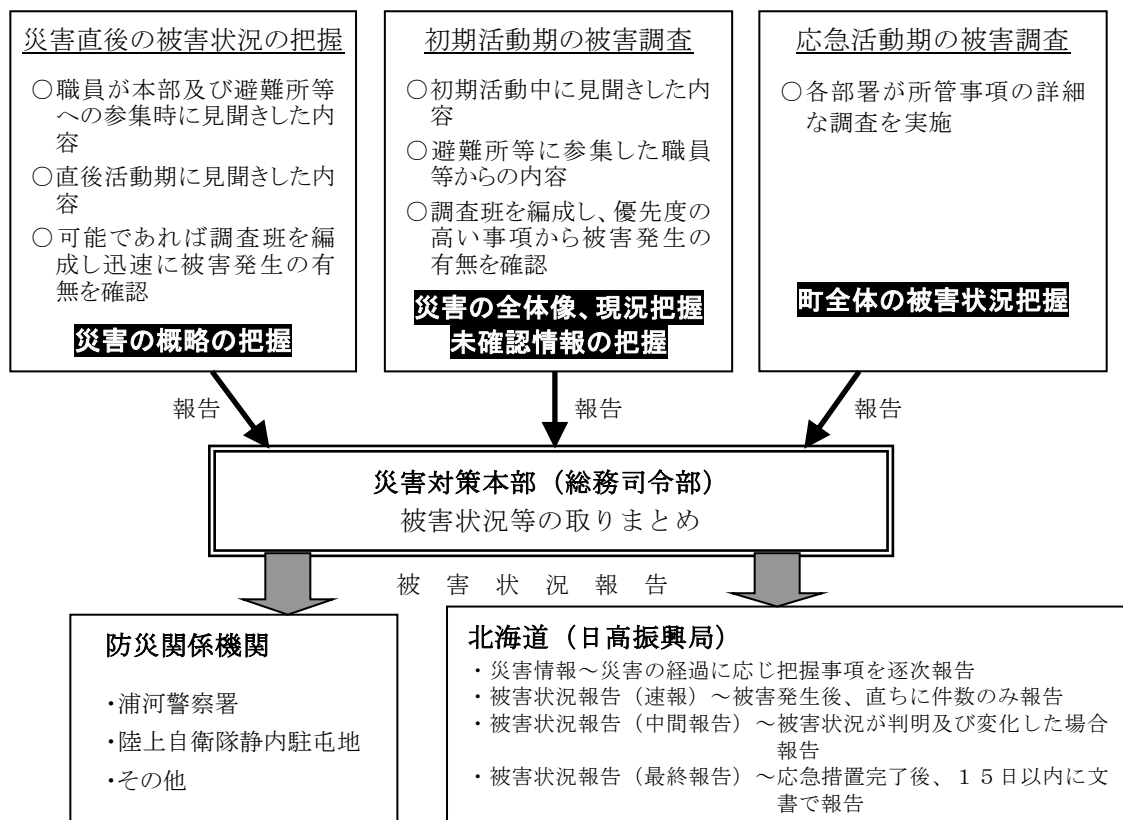 災害直後の被害状況の把握
○職員が本部及び避難所等
への参集時に見聞きした内
容
○直後活動期に見聞きした内
容
○可能であれば調査班を編
成し迅速に被害発生の有
無を確認
災害の概略の把握
初期活動期の被害調査
○初期活動中に見聞きした内
容
○避難所等に参集した職員
等からの内容
○調査班を編成し、優先度の
高い事項から被害発生の
有無を確認
災害の全体像、現況把握
未確認情報の把握
応急活動期の被害調査
○各部署が所管事項の詳細
な調査を実施
町全体の被害状況把握
報告
報告
報告
災害対策本部（総務司令部）
被害状況等の取りまとめ
被害状況報告
防災関係機関
・浦河警察署
・陸上自衛隊静内駐屯地
・その他
北海道（日高振興局）
・災害情報～災害の経過に応じ把握事項を逐次報告
・被害状況報告（速報）～被害発生後、直ちに件数のみ報告
・被害状況報告（中間報告）～被害状況が判明及び変化した場合
報告
・被害状況報告（最終報告）～応急措置完了後、１５日以内に文
書で報告